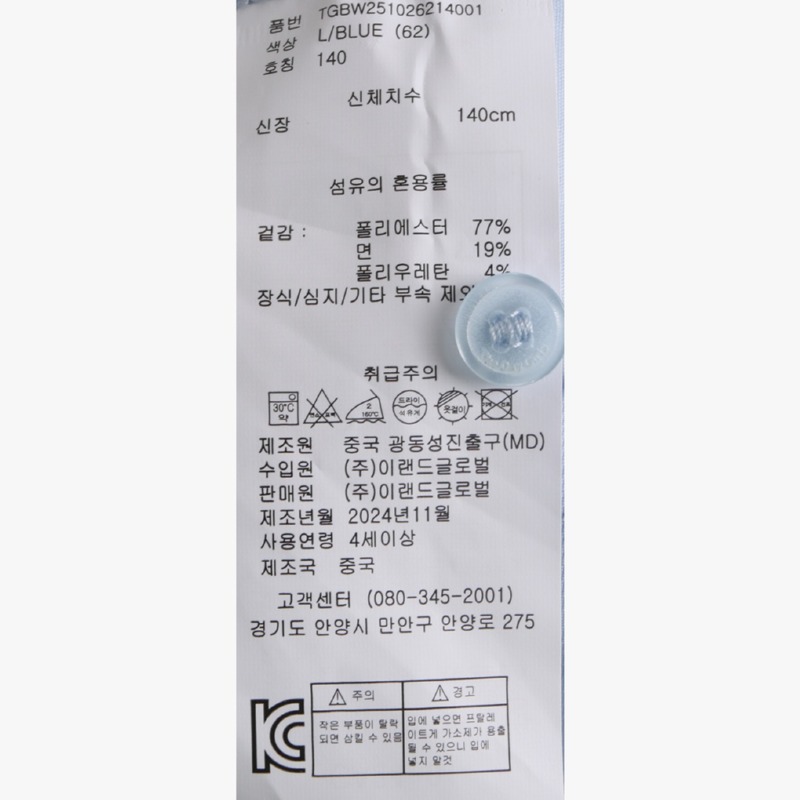 품번 TGBW251026214001
색상 L/BLUE (62)
호칭 140
신체치수
신장 140cm
섬유의 혼용률
겉감 : 폴리에스터 77%
면 19%
폴리우레탄 4%
장식/심지/기타 부속 제외
취급주의
30°C 약
2 160°C
드라이 석유계
옷걸이
제조원 중국 광동성진출구(MD)
수입원 (주)이랜드글로벌
판매원 (주)이랜드글로벌
제조년월 2024년11월
사용연령 4세이상
제조국 중국
고객센터 (080-345-2001)
경기도 안양시 만안구 안양로 275
⚠ 주의 ⚠ 경고
작은 부품이 탈락
되면 삼킬 수 있음
입에 넣으면 프탈레
이트계 가소제가 용출
될 수 있으니 입에
넣지 말것
KC